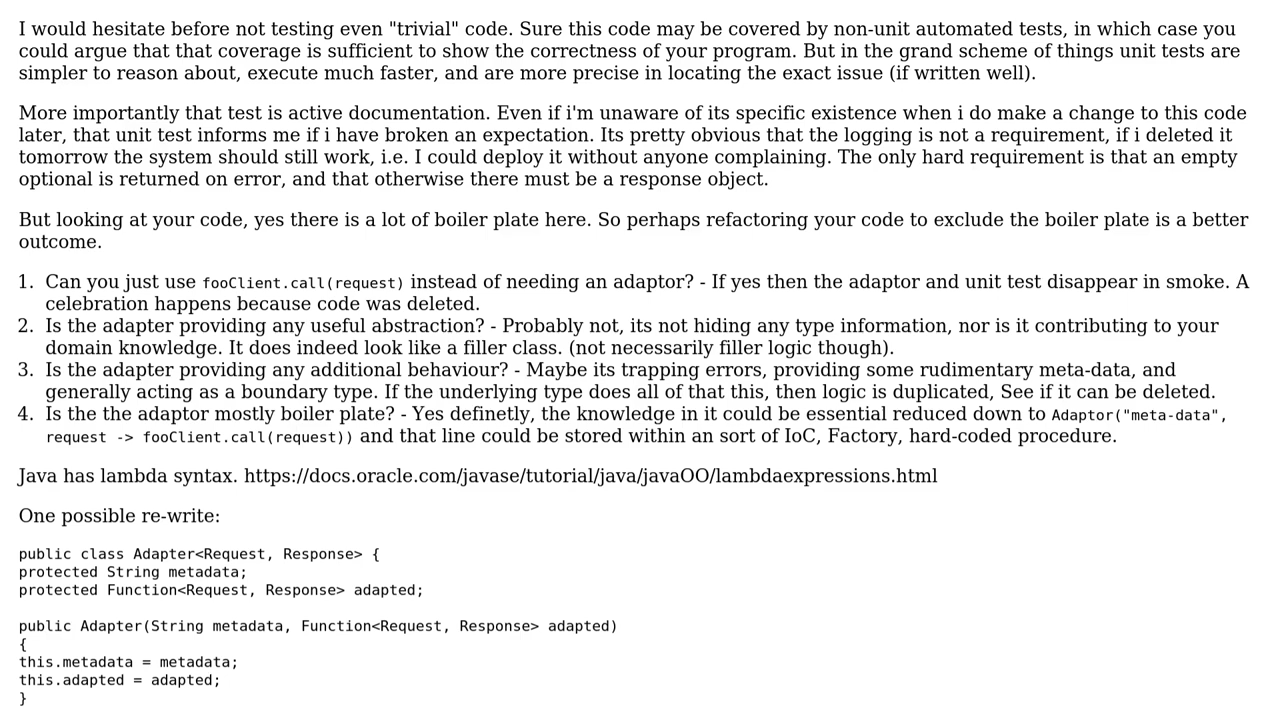 I would hesitate before not testing even "trivial" code. Sure this code may be covered by non-unit automated tests, in which case you
could argue that that coverage is sufficient to show the correctness of your program. But in the grand scheme of things unit tests are
simpler to reason about, execute much faster, and are more precise in locating the exact issue (if written well).
More importantly that test is active documentation. Even if i'm unaware of its specific existence when i do make a change to this code
later, that unit test informs me if i have broken an expectation. Its pretty obvious that the logging is not a requirement, if i deleted it
tomorrow the system should still work, i.e. I could deploy it without anyone complaining. The only hard requirement is that an empty
optional is returned on error, and that otherwise there must be a response object.
But looking at your code, yes there is a lot of boiler plate here. So perhaps refactoring your code to exclude the boiler plate is a better
outcome.
1. Can you just use fooClient.call(request) instead of needing an adaptor? - If yes then the adaptor and unit test disappear in smoke. A
celebration happens because code was deleted.
2. Is the adapter providing any useful abstraction? - Probably not, its not hiding any type information, nor is it contributing to your
domain knowledge. It does indeed look like a filler class. (not necessarily filler logic though).
3. Is the adapter providing any additional behaviour? - Maybe its trapping errors, providing some rudimentary meta-data, and
generally acting as a boundary type. If the underlying type does all of that this, then logic is duplicated, See if it can be deleted.
4. Is the the adaptor mostly boiler plate? - Yes definetly, the knowledge in it could be essential reduced down to Adaptor("meta-data",
request -> fooClient.call(request)) and that line could be stored within an sort of IoC, Factory, hard-coded procedure.
Java has lambda syntax. https://docs.oracle.com/javase/tutorial/java/javaOO/lambdaexpressions.html
One possible re-write:
public class Adapter<Request, Response> {
protected String metadata;
protected Function<Request, Response> adapted;
public Adapter(String metadata, Function<Request, Response> adapted)
{
this.metadata = metadata;
this.adapted = adapted;
}